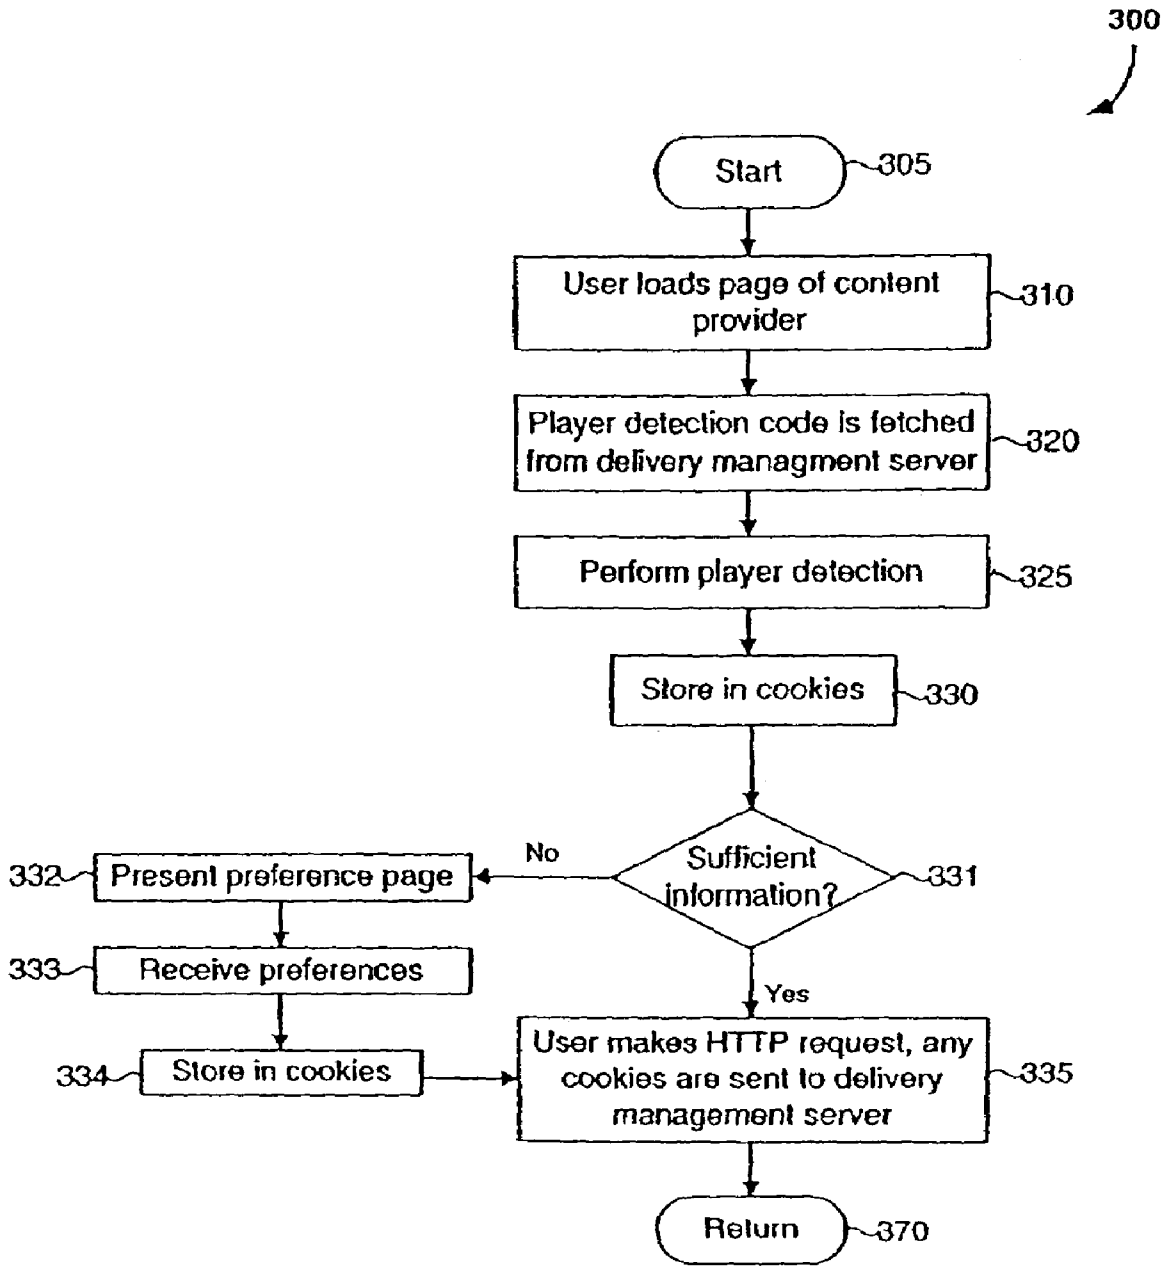 300
Start
305
User loads page of content
provider
310
Player detection code is fetched
from delivery managment server
320
Perform player detection
325
Store in cookies
330
Sufficient
information?
331
No
332
Present preference page
333
Receive preferences
Yes
334
Store in cookies
User makes HTTP request, any
cookies are sent to delivery
management server
335
Return
370